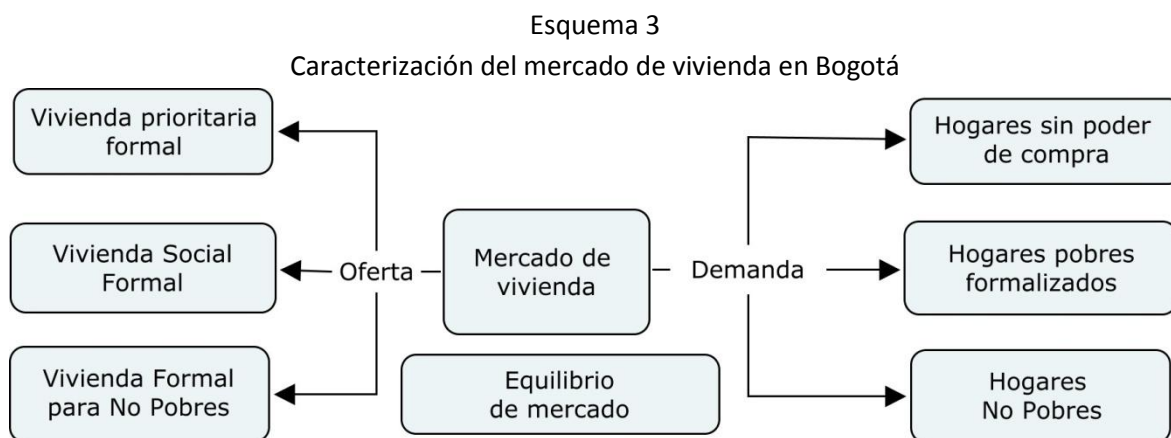 Esquema 3
Caracterización del mercado de vivienda en Bogotá
Vivienda prioritaria
formal
Vivienda Social
Formal
Vivienda Formal
para No Pobres
Oferta
Mercado de
vivienda
Equilibrio
de mercado
Demanda
Hogares sin poder
de compra
Hogares pobres
formalizados
Hogares
No Pobres